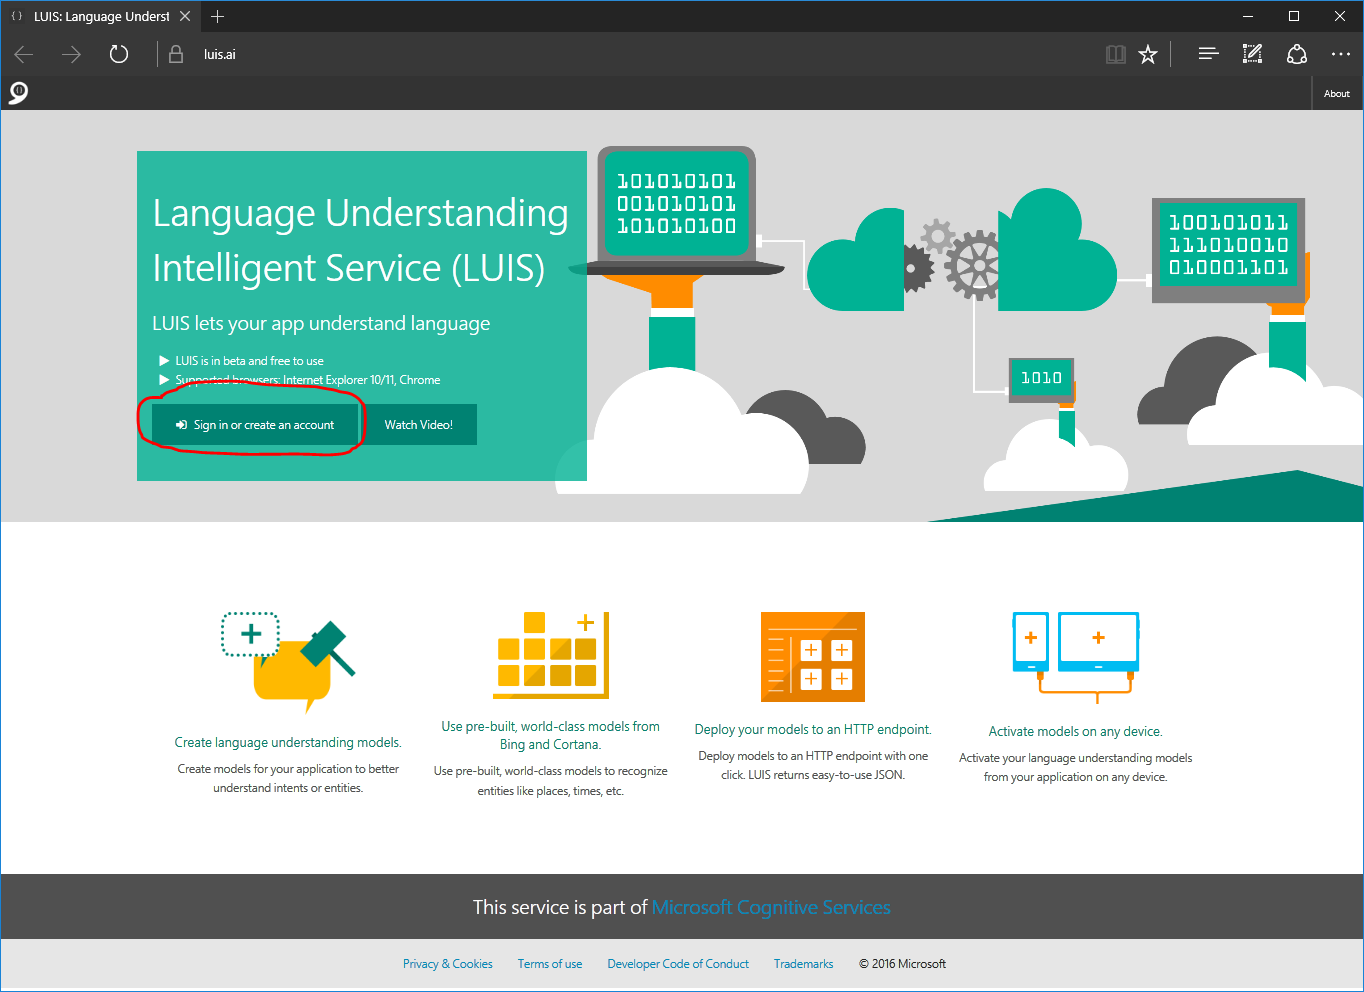 LUIS: Language Underst
luis.ai
About
Language Understanding
Intelligent Service (LUIS)
LUIS lets your app understand language
LUIS is in beta and free to use
Supported browsers: Internet Explorer 10/11, Chrome
Sign in or create an account
Watch Video!
101010101
001010101
101010100
100101011
111010010
010001101
1010
Create language understanding models.
Create models for your application to better
understand intents or entities.
Use pre-built, world-class models from
Bing and Cortana.
Use pre-built, world-class models to recognize
entities like places, times, etc.
Deploy your models to an HTTP endpoint.
Deploy models to an HTTP endpoint with one
click. LUIS returns easy-to-use JSON.
Activate models on any device.
Activate your language understanding models
from your application on any device.
This service is part of Microsoft Cognitive Services
Privacy & Cookies Terms of use Developer Code of Conduct Trademarks © 2016 Microsoft